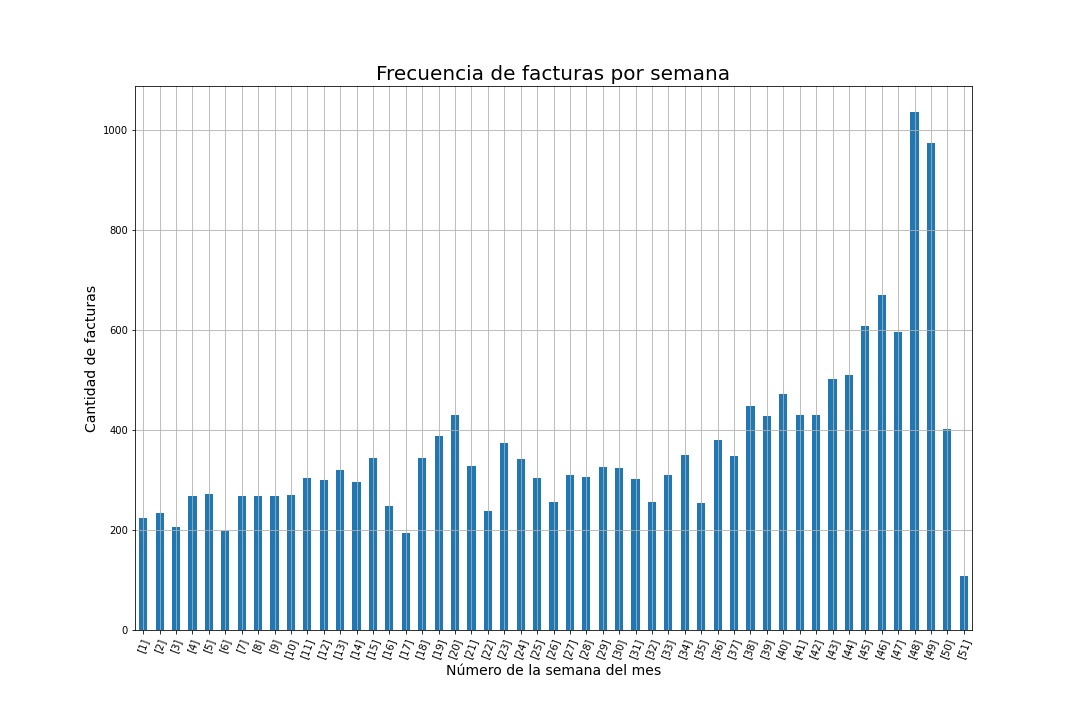 Frecuencia de facturas por semana
Cantidad de facturas
1000
800
600
400
200
0
[1] [2] [3] [4] [5] [6] [7] [8] [9] [10] [11] [12] [13] [14] [15] [16] [17] [18] [19] [20] [21] [22] [23] [24] [25] [26] [27] [28] [29] [30] [31] [32] [33] [34] [35] [36] [37] [38] [39] [40] [41] [42] [43] [44] [45] [46] [47] [48] [49] [50] [51]
Número de la semana del mes